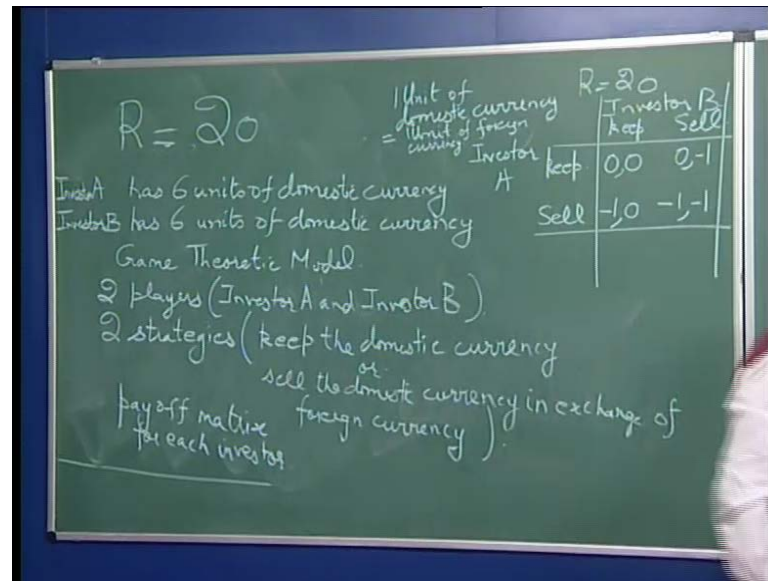 R = 20
1 Unit of
domestic currency
= 1 Unit of foreign
currency
R = 20
Investor B
keep Sell
Investor
A
keep 0,0 0,-1
Sell -1,0 -1,-1
InvestorA has 6 units of domestic currency
InvestorB has 6 units of domestic currency
Game Theoretic Model.
2 players (Investor A and Investor B).
2 strategies ( keep the domestic currency
or
sell the domestic currency in exchange of
foreign currency ).
pay off matrix
for each investor